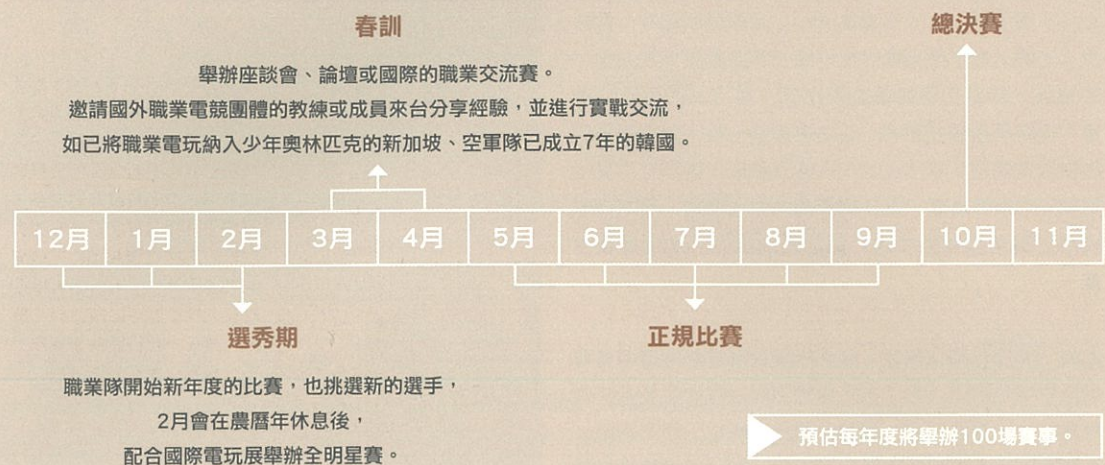 春訓
舉辦座談會、論壇或國際的職業交流賽。
邀請國外職業電競團體的教練或成員來台分享經驗,並進行實戰交流,
如已將職業電玩納入少年奧林匹克的新加坡、空軍隊已成立7年的韓國。
總決賽
12月 1月 2月 3月 4月 5月 6月 7月 8月 9月 10月 11月
選秀期
職業隊開始新年度的比賽,也挑選新的選手,
2月會在農曆年休息後,
配合國際電玩展舉辦全明星賽。
正規比賽
預估每年度將舉辦100場賽事。